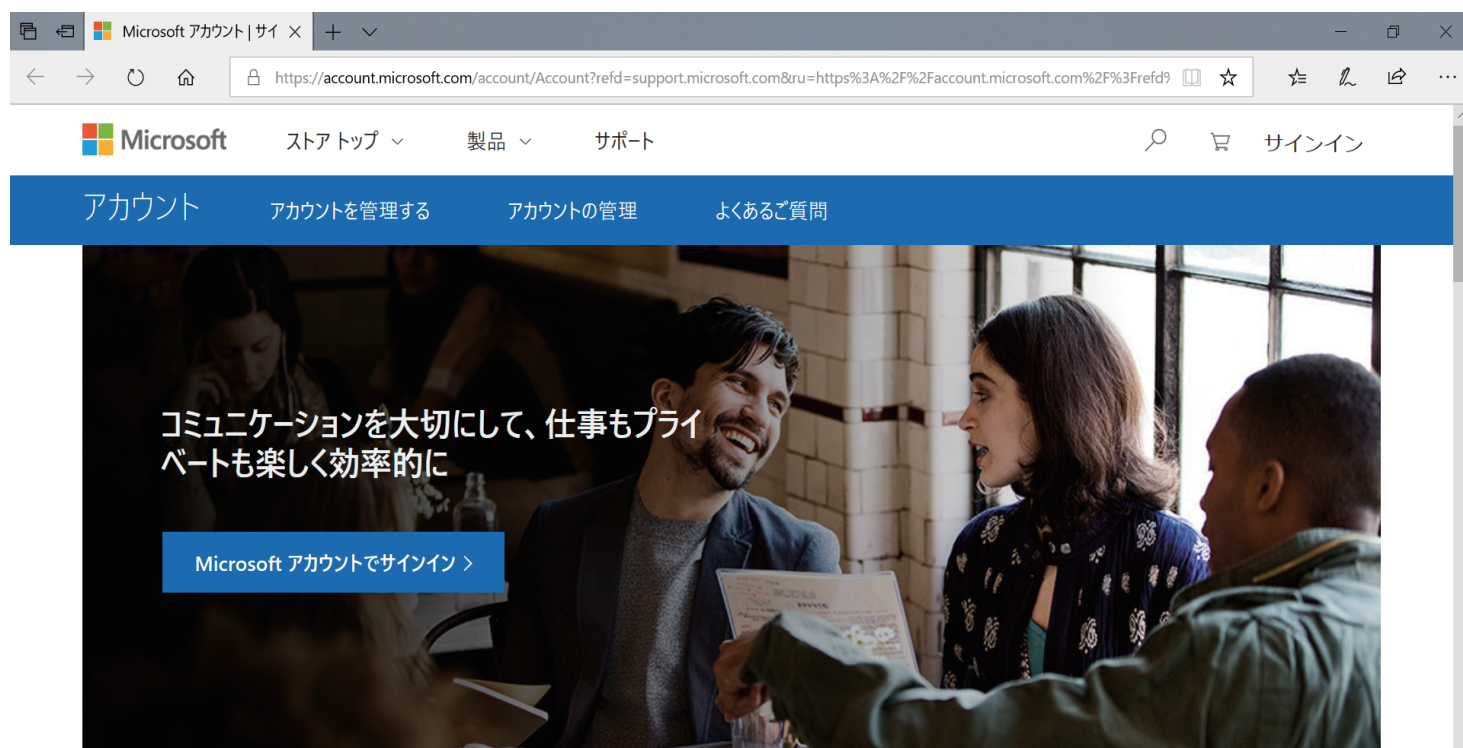 Microsoft アカウント | サイ
https://account.microsoft.com/account/Account?refd=support.microsoft.com&ru=https%3A%2F%2Faccount.microsoft.com%2F%3Frefd%
Microsoft ストア トップ 製品 サポート サインイン
アカウント アカウントを管理する アカウントの管理 よくあるご質問
コミュニケーションを大切にして、仕事もプライ
ベートも楽しく効率的に
Microsoft アカウントでサインイン >